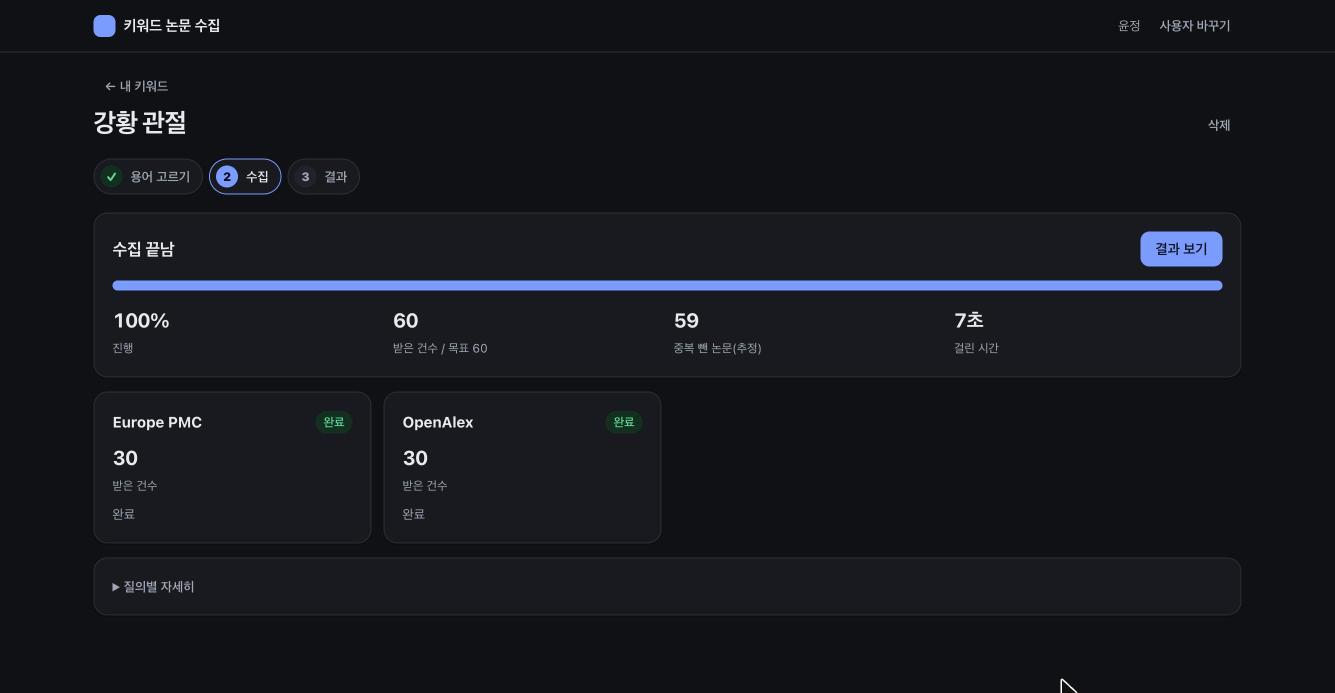 키워드 논문 수집
윤정 사용자 바꾸기
← 내 키워드
강황 관절
삭제
✓ 용어 고르기 2 수집 3 결과
수집 끝남
결과 보기
100% 60 59 7초
진행 받은 건수 / 목표 60 중복 뺀 논문(추정) 걸린 시간
Europe PMC 완료 OpenAlex 완료
30 30
받은 건수 받은 건수
완료 완료
▶ 질의별 자세히